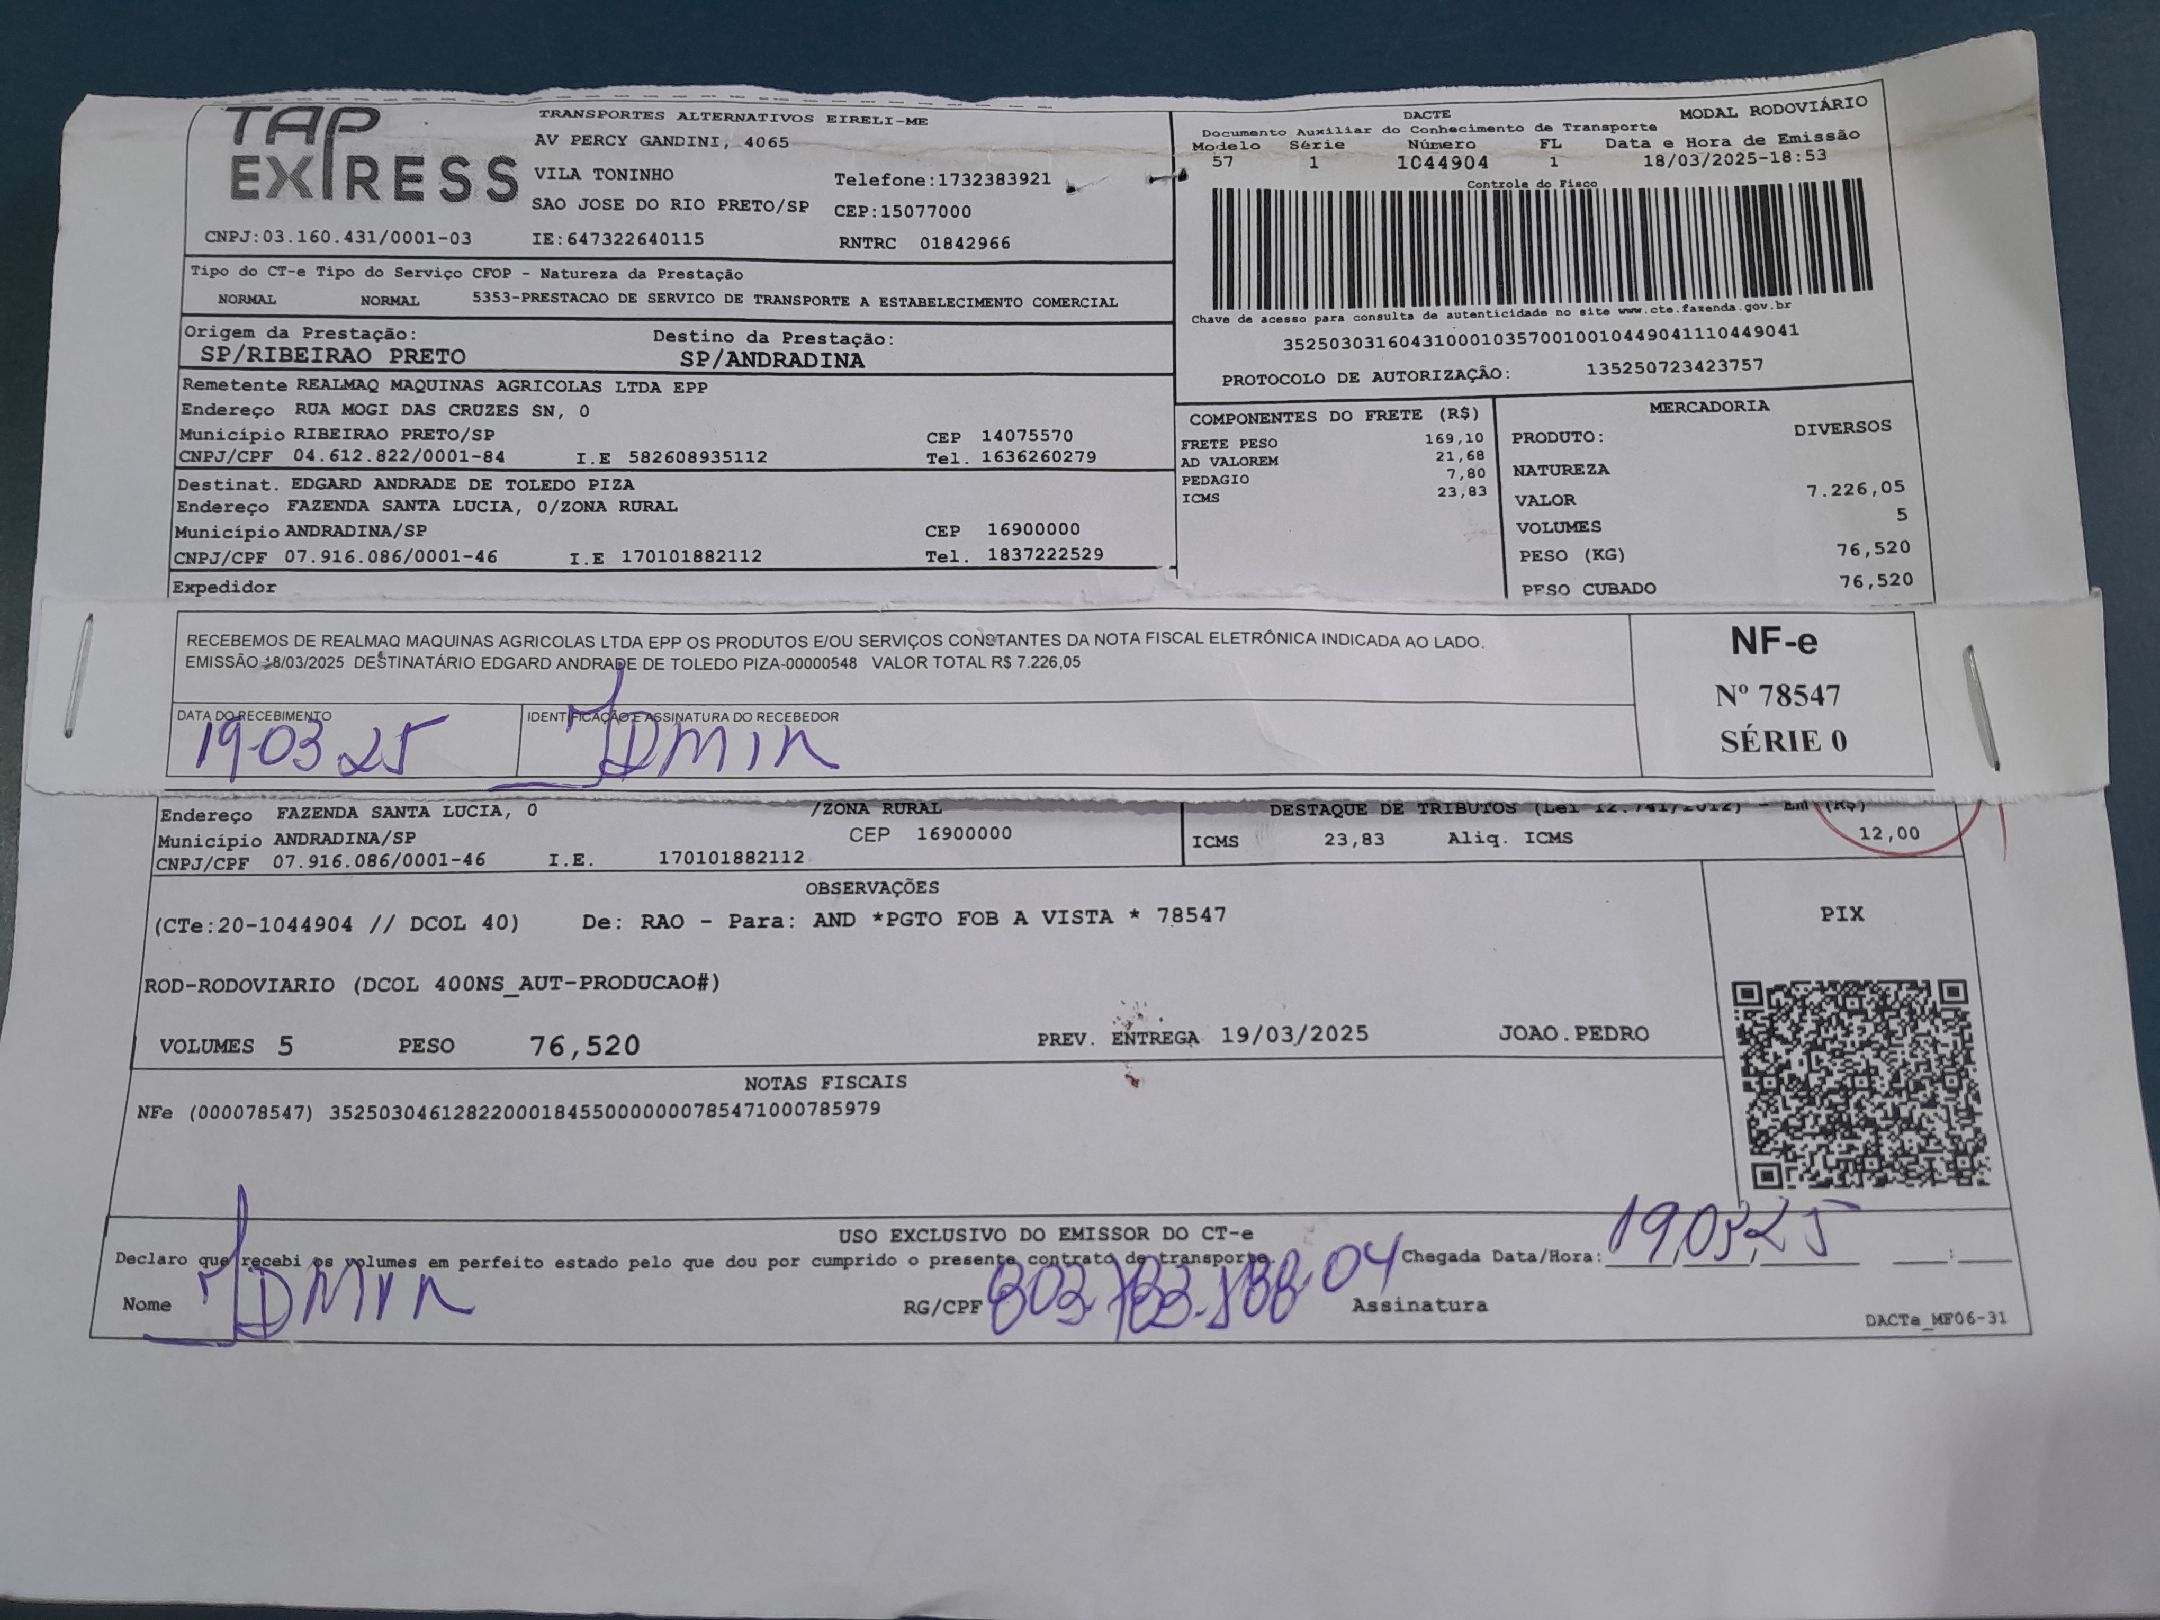 TAP EXPRESS
TRANSPORTES ALTERNATIVOS EIRELI-ME
AV PERCY GANDINI, 4065
VILA TONINHO Telefone:1732383921
SAO JOSE DO RIO PRETO/SP CEP:15077000
CNPJ:03.160.431/0001-03 IE:647322640115 RNTRC 01842966
DACTE MODAL RODOVIÁRIO
Documento Auxiliar do Conhecimento de Transporte
Modelo Série Número FL Data e Hora de Emissão
57 1 1044904 1 18/03/2025-18:53
Controle do Fisco
Chave de acesso para consulta de autenticidade no site www.cte.fazenda.gov.br
35250303160431000103570010010449041110449041
PROTOCOLO DE AUTORIZAÇÃO: 135250723423757
Tipo do CT-e Tipo do Serviço CFOP - Natureza da Prestação
NORMAL NORMAL 5353-PRESTACAO DE SERVICO DE TRANSPORTE A ESTABELECIMENTO COMERCIAL
Origem da Prestação: Destino da Prestação:
SP/RIBEIRAO PRETO SP/ANDRADINA
Remetente REALMAQ MAQUINAS AGRICOLAS LTDA EPP
Endereço RUA MOGI DAS CRUZES SN, 0
Município RIBEIRAO PRETO/SP CEP 14075570
CNPJ/CPF 04.612.822/0001-84 I.E 582608935112 Tel. 1636260279
Destinat. EDGARD ANDRADE DE TOLEDO PIZA
Endereço FAZENDA SANTA LUCIA, 0/ZONA RURAL
Município ANDRADINA/SP CEP 16900000
CNPJ/CPF 07.916.086/0001-46 I.E 170101882112 Tel. 1837222529
Expedidor
COMPONENTES DO FRETE (R$)
FRETE PESO 169,10
AD VALOREM 21,68
PEDAGIO 7,80
ICMS 23,83
MERCADORIA
PRODUTO: DIVERSOS
NATUREZA
VALOR 7.226,05
VOLUMES 5
PESO (KG) 76,520
PESO CUBADO 76,520
RECEBEMOS DE REALMAQ MAQUINAS AGRICOLAS LTDA EPP OS PRODUTOS E/OU SERVIÇOS CONSTANTES DA NOTA FISCAL ELETRÔNICA INDICADA AO LADO.
EMISSÃO 18/03/2025 DESTINATÁRIO EDGARD ANDRADE DE TOLEDO PIZA-00000548 VALOR TOTAL R$ 7.226,05
DATA DO RECEBIMENTO IDENTIFICAÇÃO E ASSINATURA DO RECEBEDOR
19-03 25
NF-e
Nº 78547
SÉRIE 0
Endereço FAZENDA SANTA LUCIA, 0 /ZONA RURAL
Município ANDRADINA/SP CEP 16900000
CNPJ/CPF 07.916.086/0001-46 I.E. 170101882112
DESTAQUE DE TRIBUTOS (Lei 12.741/2012) - Em (R$)
ICMS 23,83 Aliq. ICMS 12,00
OBSERVAÇÕES
(CTe:20-1044904 // DCOL 40) De: RAO - Para: AND *PGTO FOB A VISTA * 78547
ROD-RODOVIARIO (DCOL 400NS_AUT-PRODUCAO#)
VOLUMES 5 PESO 76,520 PREV. ENTREGA 19/03/2025 JOAO.PEDRO
PIX
NOTAS FISCAIS
NFe (000078547) 35250304612822000184550000000785471000785979
USO EXCLUSIVO DO EMISSOR DO CT-e
Declaro que recebi os volumes em perfeito estado pelo que dou por cumprido o presente contrato de transporte. Chegada Data/Hora: 19,03,25
Nome RG/CPF Assinatura
DACTe_MF06-31